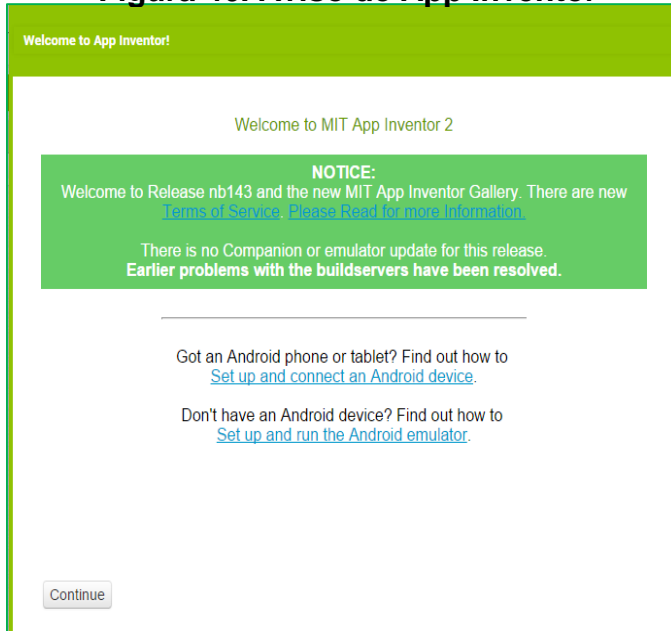 Welcome to App Inventor!
Welcome to MIT App Inventor 2
NOTICE:
Welcome to Release nb143 and the new MIT App Inventor Gallery. There are new
Terms of Service. Please Read for more Information.
There is no Companion or emulator update for this release.
Earlier problems with the buildservers have been resolved.
Got an Android phone or tablet? Find out how to
Set up and connect an Android device.
Don't have an Android device? Find out how to
Set up and run the Android emulator.
Continue